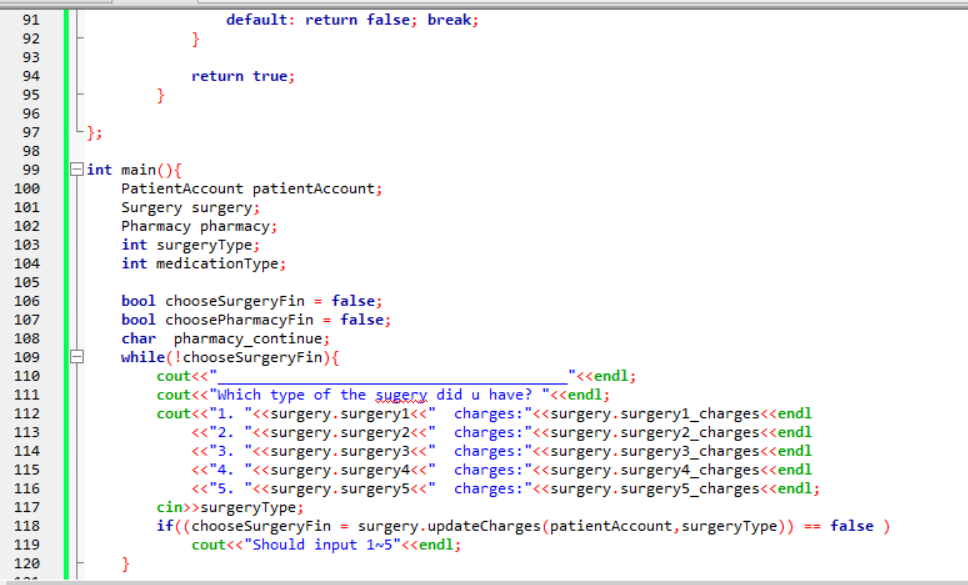 91 default: return false; break;
92 }
93
94 return true;
95 }
96
97 };
98
99 int main(){
100 PatientAccount patientAccount;
101 Surgery surgery;
102 Pharmacy pharmacy;
103 int surgeryType;
104 int medicationType;
105
106 bool chooseSurgeryFin = false;
107 bool choosePharmacyFin = false;
108 char  pharmacy_continue;
109 while(!chooseSurgeryFin){
110 cout<<"________________________________________"<<endl;
111 cout<<"Which type of the sugery did u have? "<<endl;
112 cout<<"1. "<<surgery.surgery1<<"  charges:"<<surgery.surgery1_charges<<endl
113 <<"2. "<<surgery.surgery2<<"  charges:"<<surgery.surgery2_charges<<endl
114 <<"3. "<<surgery.surgery3<<"  charges:"<<surgery.surgery3_charges<<endl
115 <<"4. "<<surgery.surgery4<<"  charges:"<<surgery.surgery4_charges<<endl
116 <<"5. "<<surgery.surgery5<<"  charges:"<<surgery.surgery5_charges<<endl;
117 cin>>surgeryType;
118 if((chooseSurgeryFin = surgery.updateCharges(patientAccount,surgeryType)) == false )
119 cout<<"Should input 1~5"<<endl;
120 }